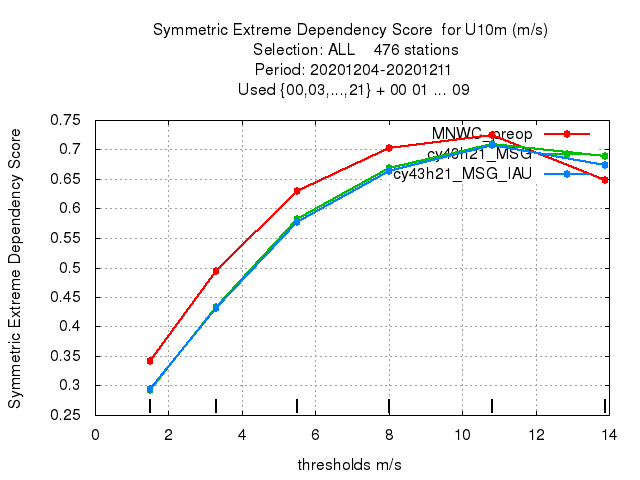 Symmetric Extreme Dependency Score for U10m (m/s)
Selection: ALL 476 stations
Period: 20201204-20201211
Used {00,03,...,21} + 00 01 ... 09
Symmetric Extreme Dependency Score
0.75
0.7
0.65
0.6
0.55
0.5
0.45
0.4
0.35
0.3
0.25
MNWC_preop
cy43h21_MSG
cy43h21_MSG_IAU
0 2 4 6 8 10 12 14
thresholds m/s